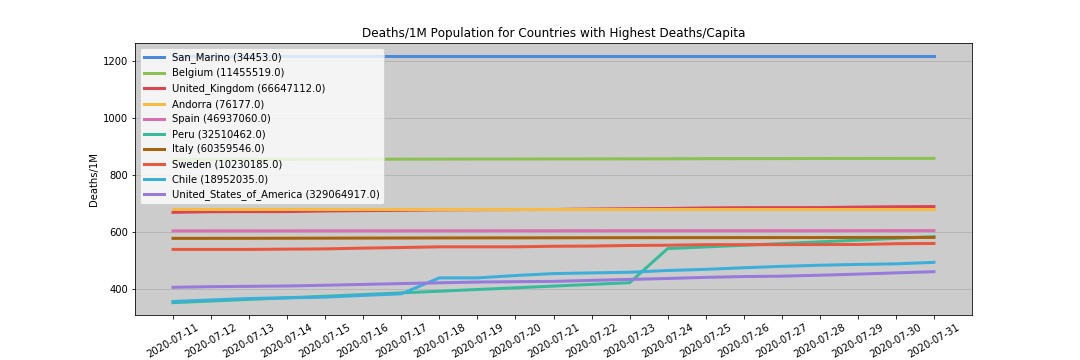 Deaths/1M Population for Countries with Highest Deaths/Capita
Deaths/1M
1200
1000
800
600
400
San_Marino (34453.0)
Belgium (11455519.0)
United_Kingdom (66647112.0)
Andorra (76177.0)
Spain (46937060.0)
Peru (32510462.0)
Italy (60359546.0)
Sweden (10230185.0)
Chile (18952035.0)
United_States_of_America (329064917.0)
2020-07-11
2020-07-12
2020-07-13
2020-07-14
2020-07-15
2020-07-16
2020-07-17
2020-07-18
2020-07-19
2020-07-20
2020-07-21
2020-07-22
2020-07-23
2020-07-24
2020-07-25
2020-07-26
2020-07-27
2020-07-28
2020-07-29
2020-07-30
2020-07-31